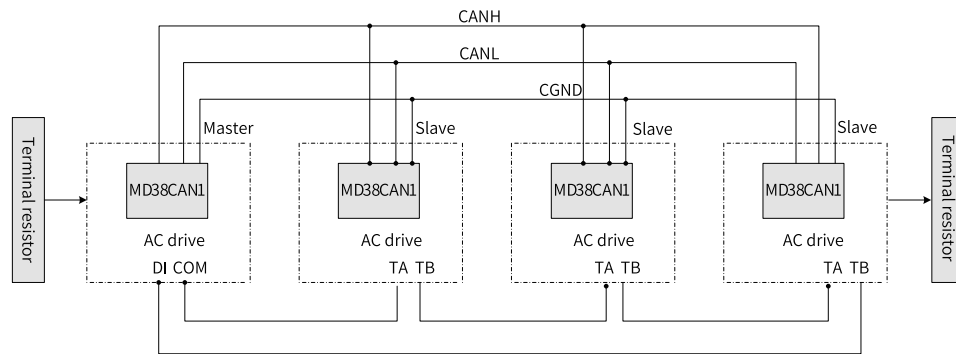 CANH
CANL
CGND
Master
Slave
Slave
Slave
Terminal resistor
MD38CAN1
MD38CAN1
MD38CAN1
MD38CAN1
Terminal resistor
AC drive
AC drive
AC drive
AC drive
DI COM
TA TB
TA TB
TA TB